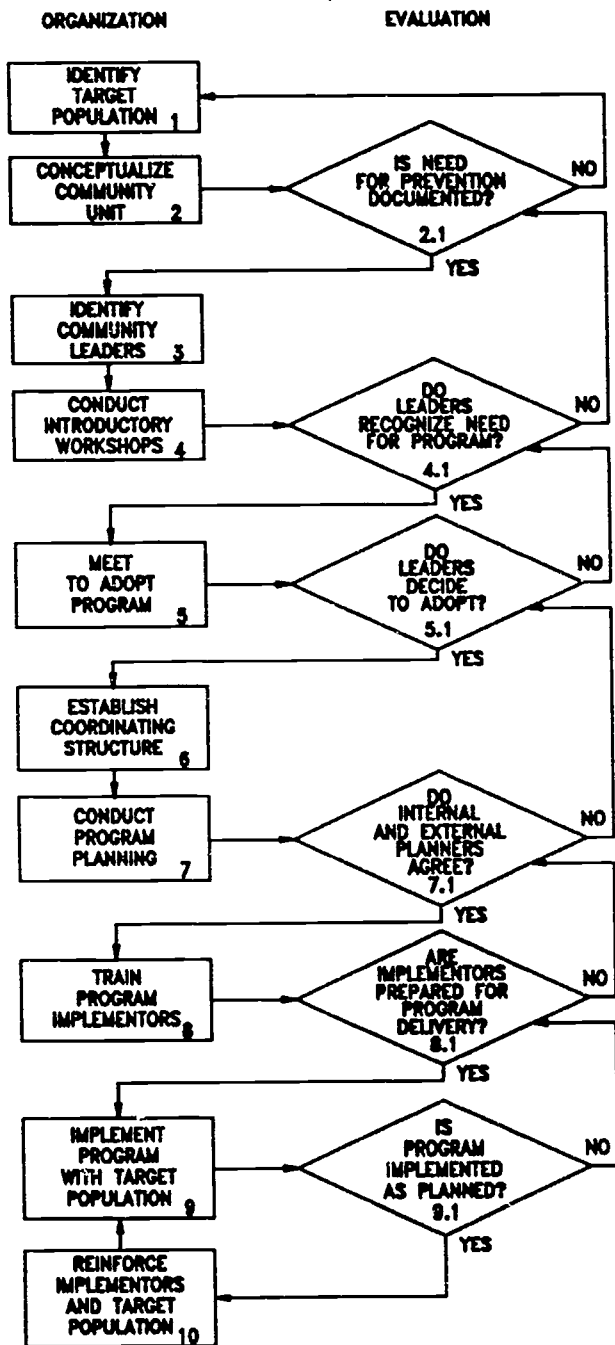 ORGANIZATION EVALUATION
IDENTIFY
TARGET
POPULATION 1
CONCEPTUALIZE
COMMUNITY
UNIT 2
IS NEED
FOR PREVENTION
DOCUMENTED?
2.1
NO
YES
IDENTIFY
COMMUNITY
LEADERS 3
CONDUCT
INTRODUCTORY
WORKSHOPS 4
DO
LEADERS
RECOGNIZE NEED
FOR PROGRAM?
4.1
NO
YES
MEET
TO ADOPT
PROGRAM 5
DO
LEADERS
DECIDE
TO ADOPT?
5.1
NO
YES
ESTABLISH
COORDINATING
STRUCTURE 6
CONDUCT
PROGRAM
PLANNING 7
DO
INTERNAL
AND EXTERNAL
PLANNERS
AGREE?
7.1
NO
YES
TRAIN
PROGRAM
IMPLEMENTORS 8
ARE
IMPLEMENTORS
PREPARED FOR
PROGRAM
DELIVERY?
8.1
NO
YES
IMPLEMENT
PROGRAM
WITH TARGET
POPULATION 9
IS
PROGRAM
IMPLEMENTED
AS PLANNED?
9.1
NO
YES
REINFORCE
IMPLEMENTORS
AND TARGET
POPULATION 10